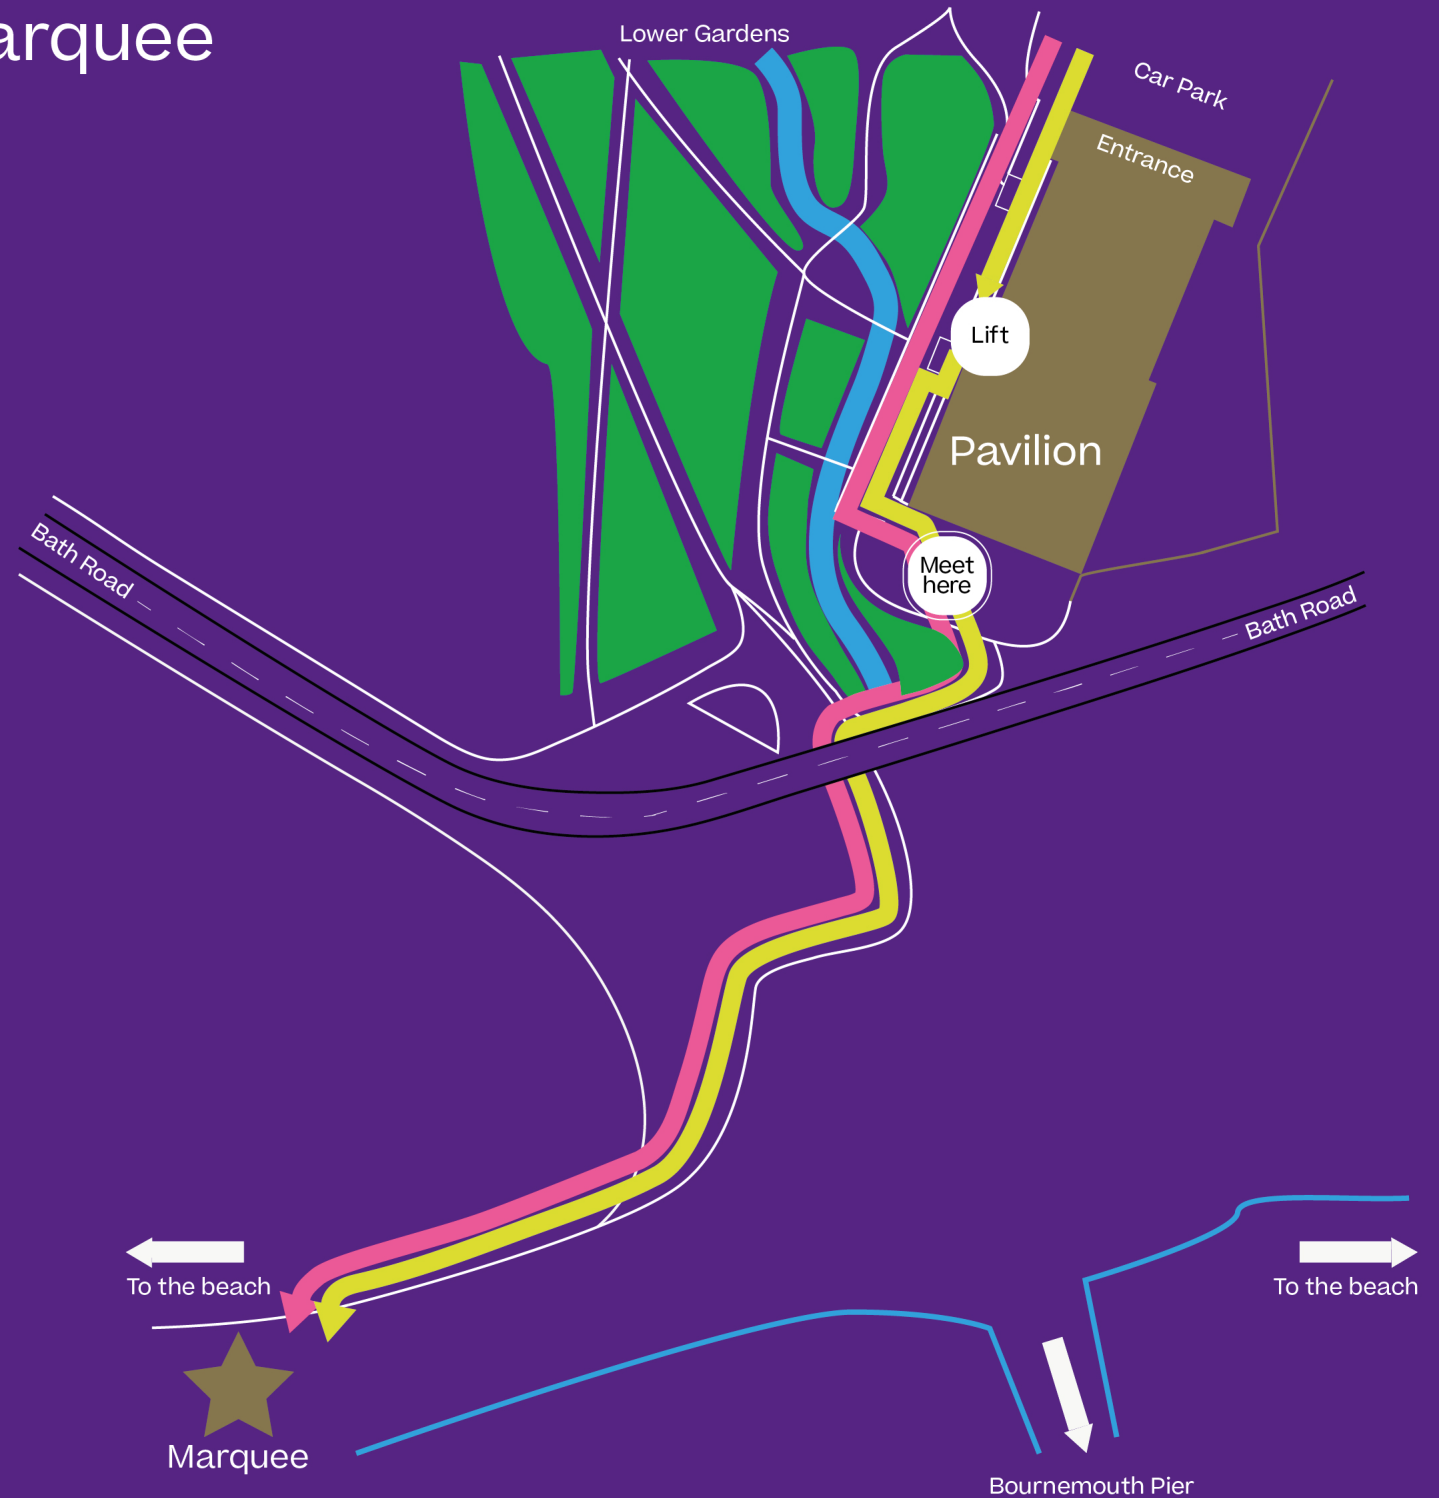 arquee
Lower Gardens
Car Park
Entrance
Lift
Pavilion
Meet
here
Bath Road
Bath Road
To the beach
To the beach
Marquee
Bournemouth Pier